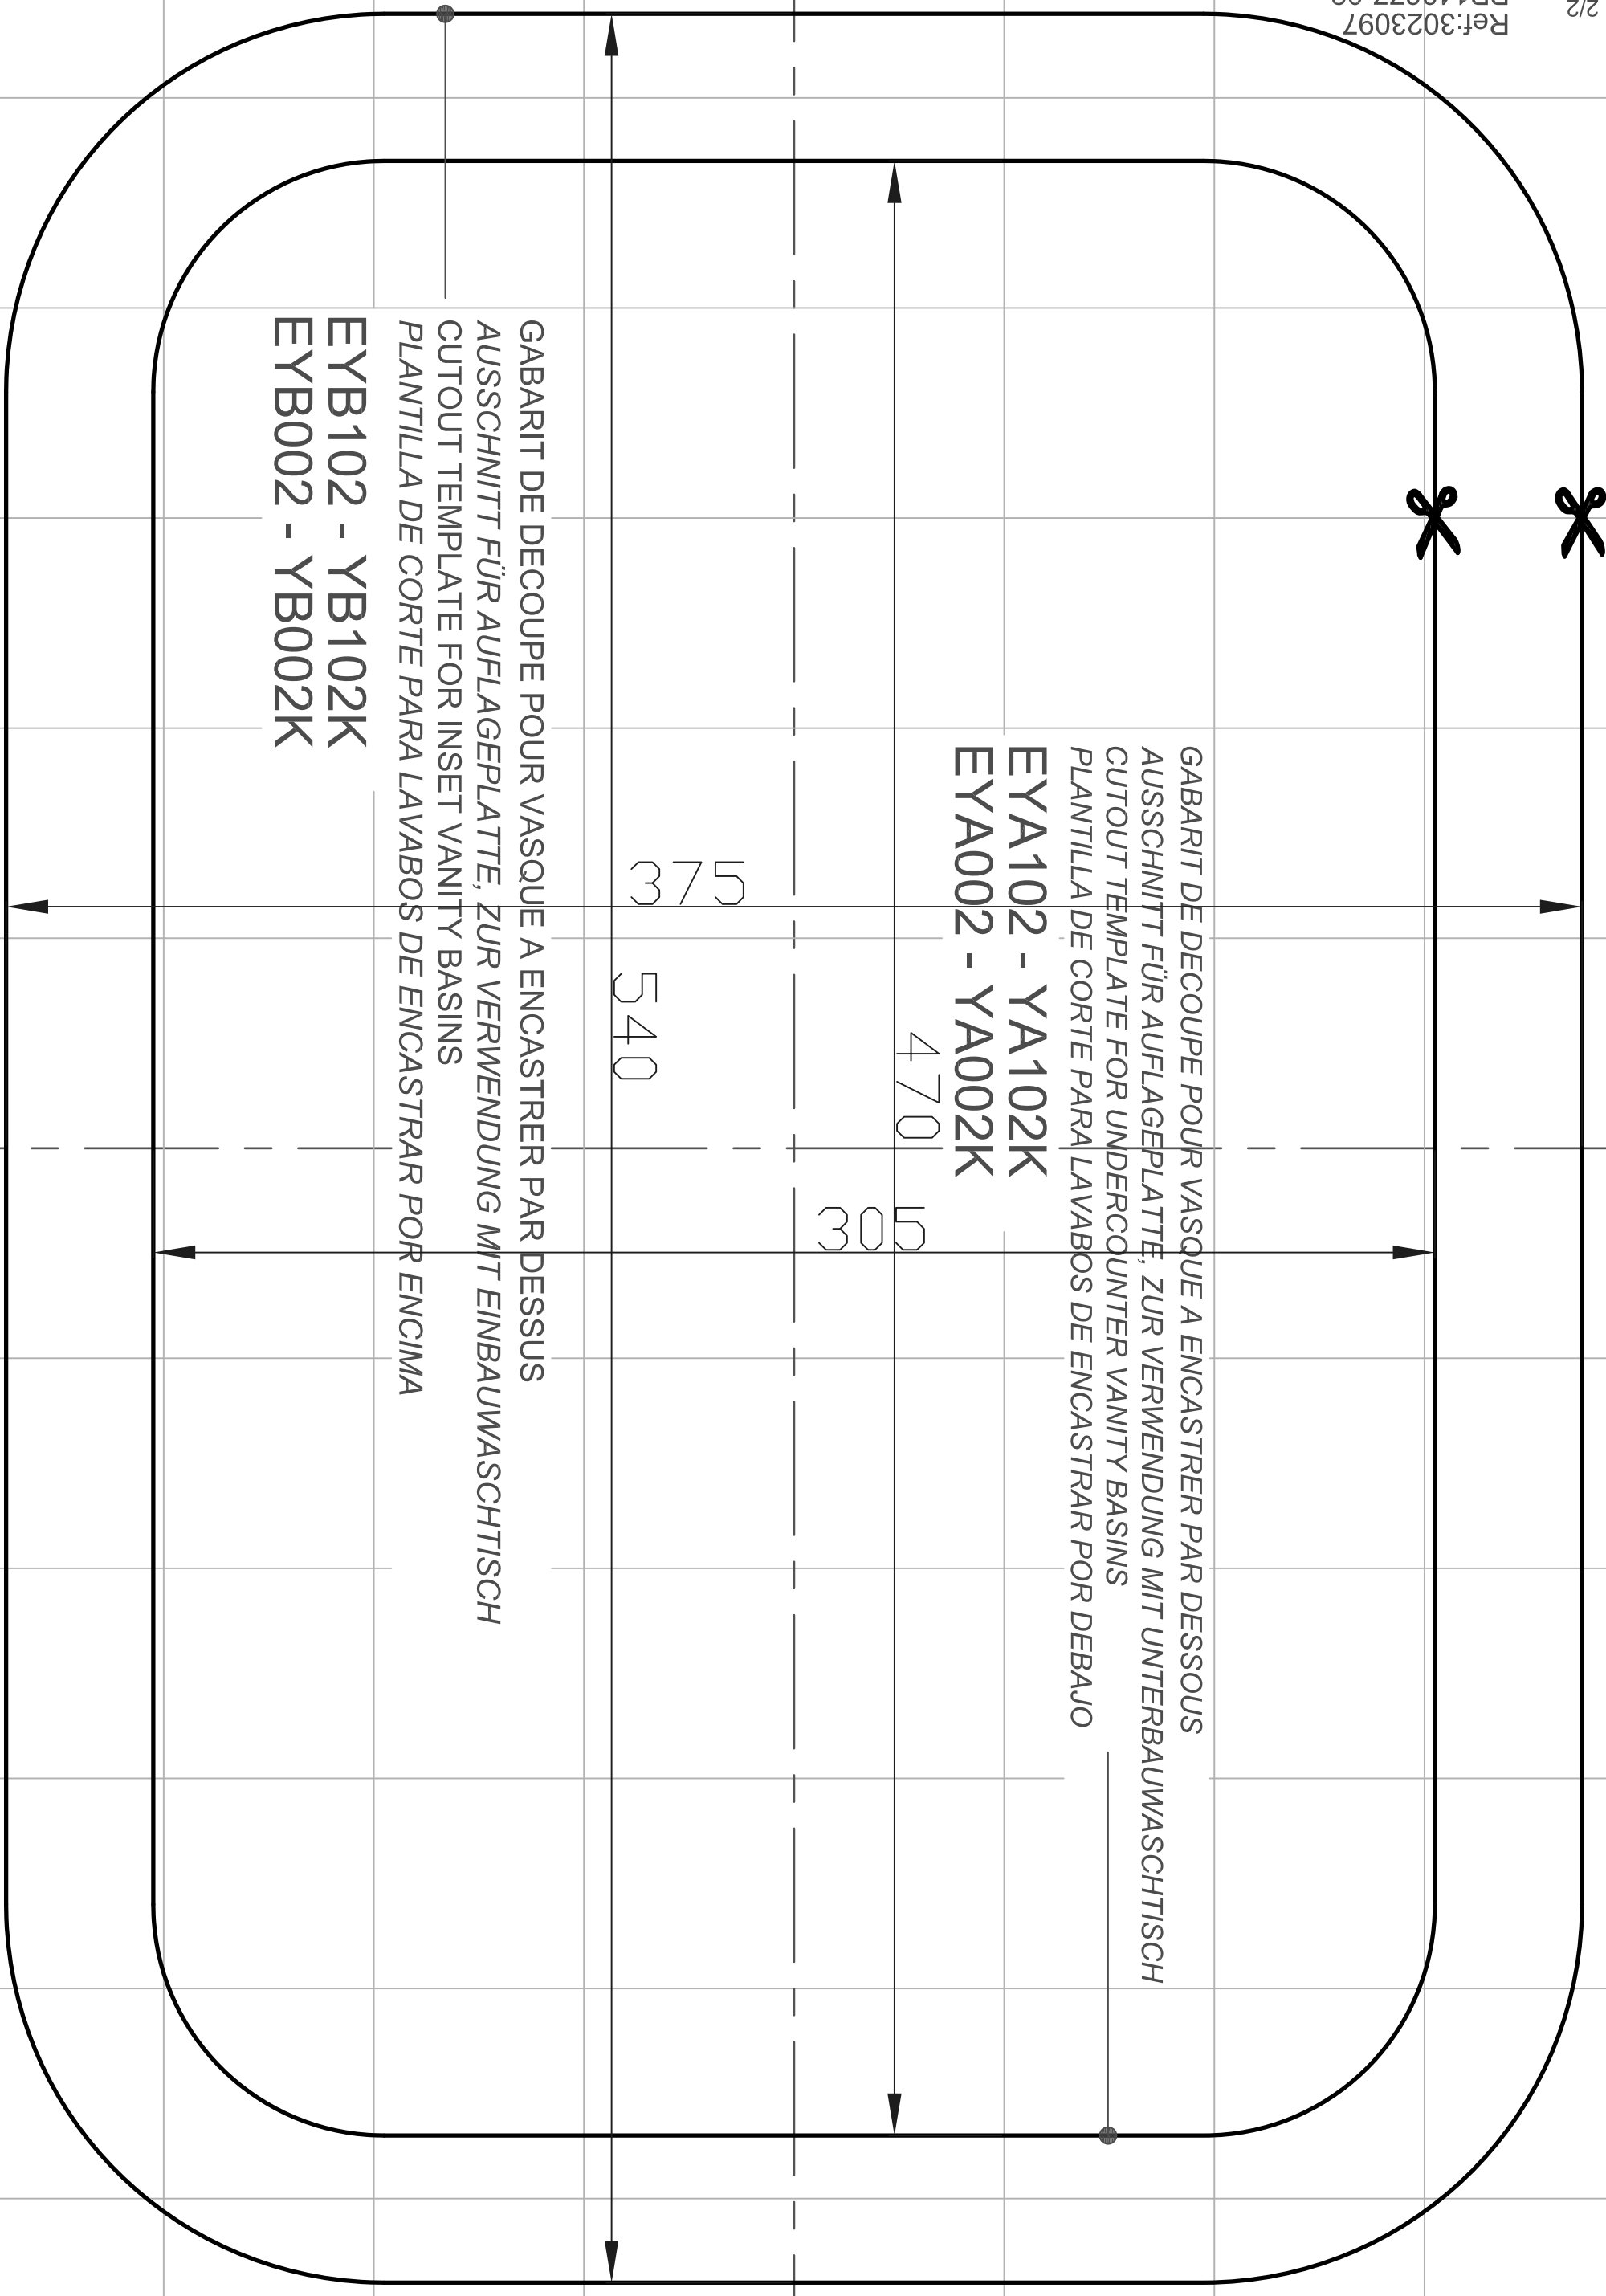 2/2
Ref:3023097
GABARIT DE DECOUPE POUR VASQUE A ENCASTRER PAR DESSOUS
AUSSCHNITT FÜR AUFLAGEPLATTE, ZUR VERWENDUNG MIT UNTERBAUWASCHTISCH
CUTOUT TEMPLATE FOR UNDERCOUNTER VANITY BASINS
PLANTILLA DE CORTE PARA LAVABOS DE ENCASTRAR POR DEBAJO
EYA102 - YA102K
EYA002 - YA002K
470
305
375
540
GABARIT DE DECOUPE POUR VASQUE A ENCASTRER PAR DESSUS
AUSSCHNITT FÜR AUFLAGEPLATTE, ZUR VERWENDUNG MIT EINBAUWASCHTISCH
CUTOUT TEMPLATE FOR INSET VANITY BASINS
PLANTILLA DE CORTE PARA LAVABOS DE ENCASTRAR POR ENCIMA
EYB102 - YB102K
EYB002 - YB002K